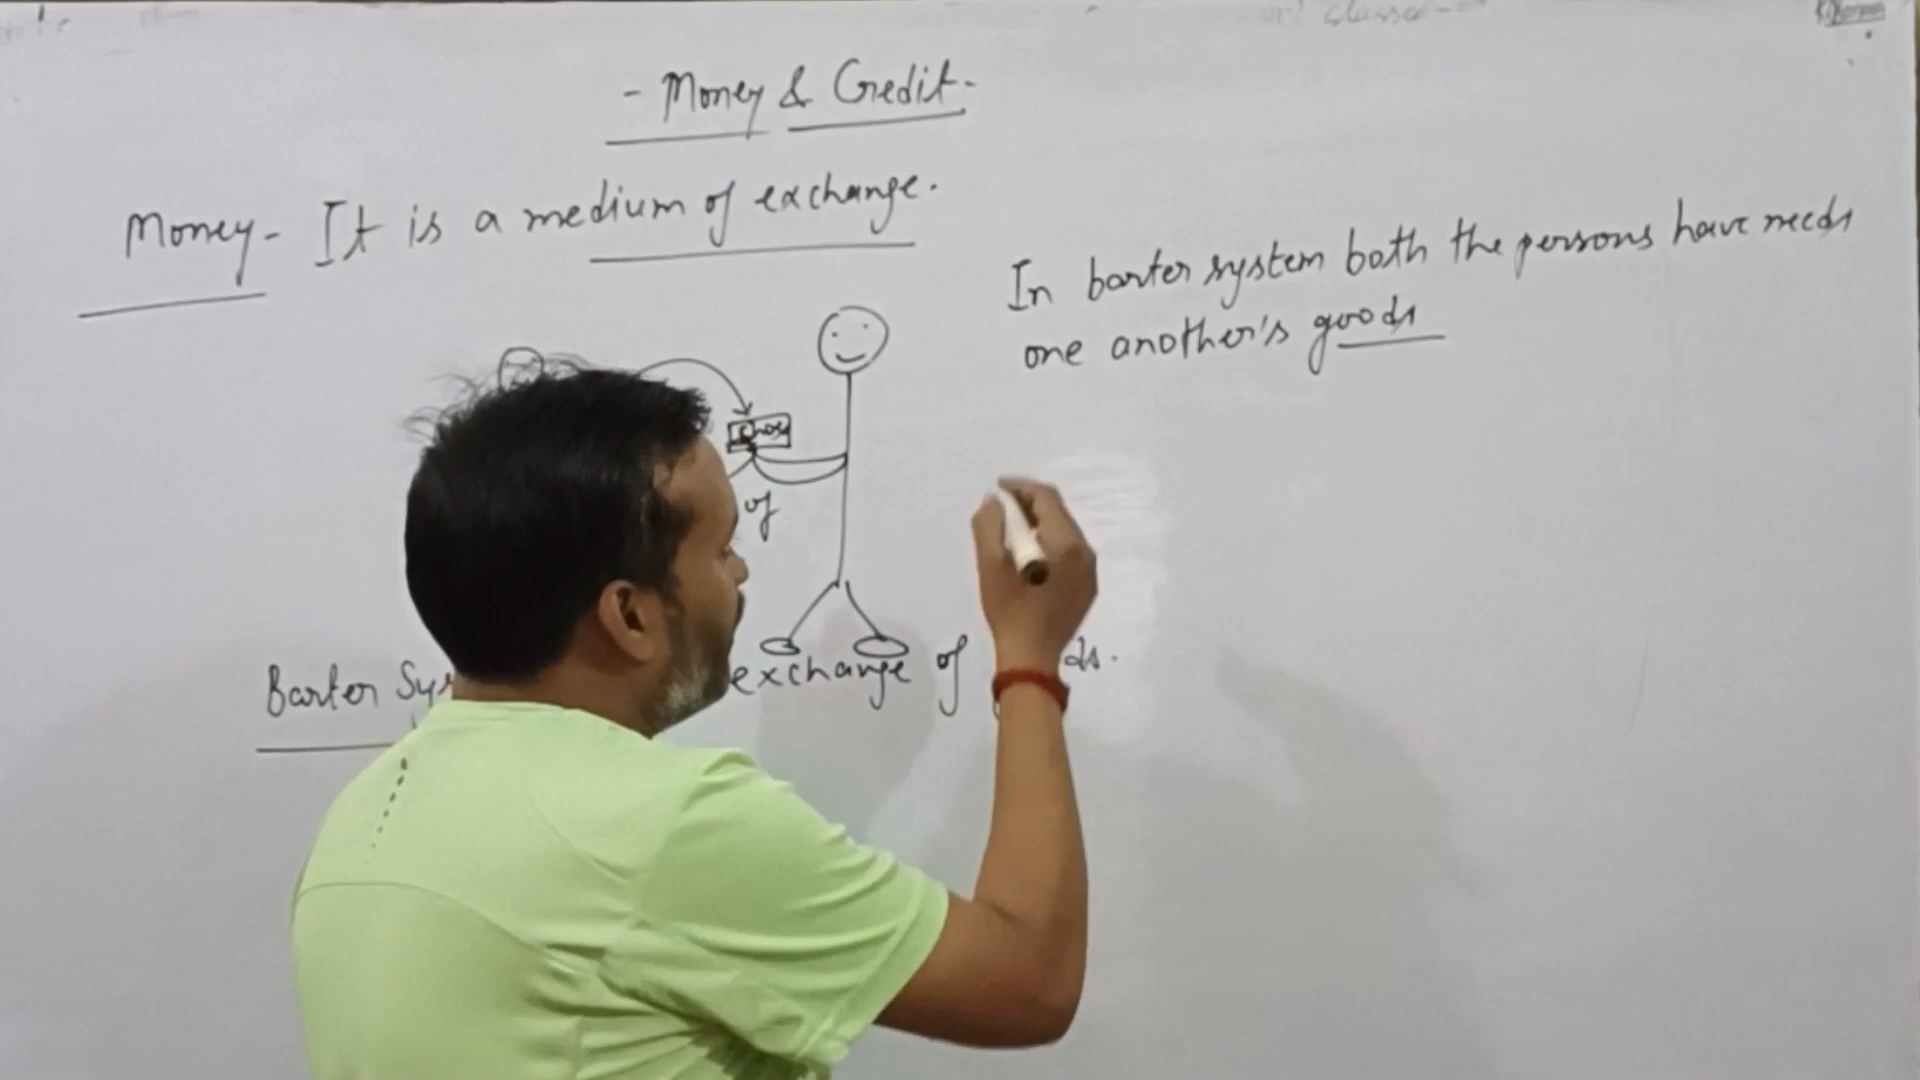 - Money & Credit -
Money - It is a medium of exchange.
In barter system both the persons have needs
one another's goods
of
Barter exchange of